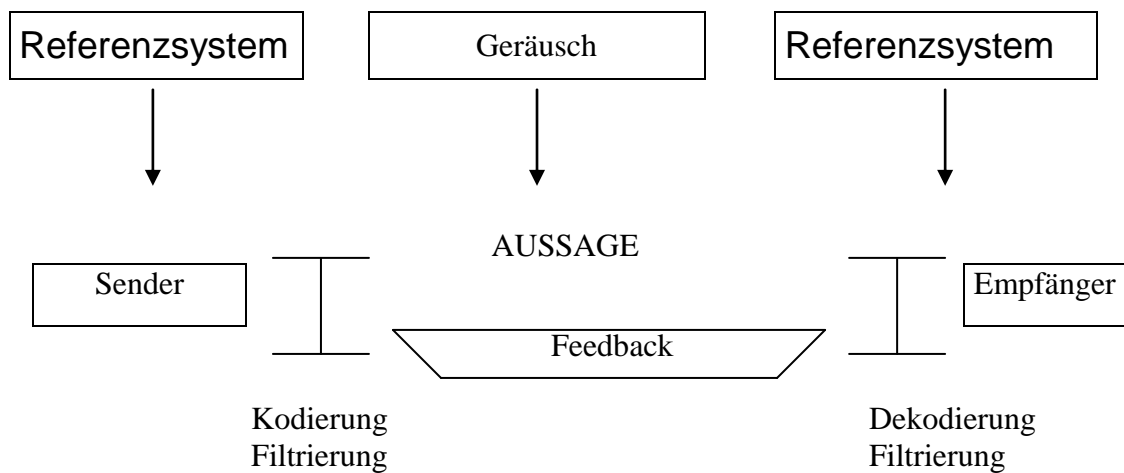 Referenzsystem
Geräusch
Referenzsystem
AUSSAGE
Sender
Empfänger
Feedback
Kodierung
Filtrierung
Dekodierung
Filtrierung